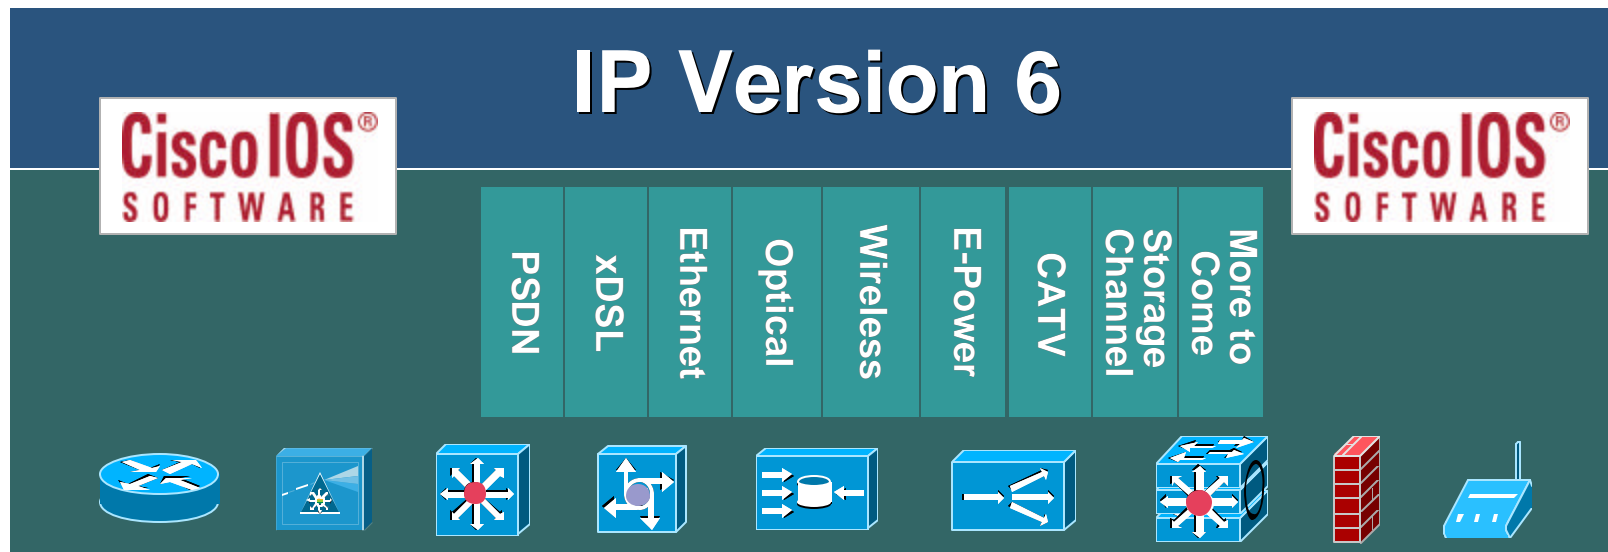 IP Version 6
Cisco IOS®
SOFTWARE
Cisco IOS®
SOFTWARE
PSDN
xDSL
Ethernet
Optical
Wireless
E-Power
CATV
Storage
Channel
More to
Come